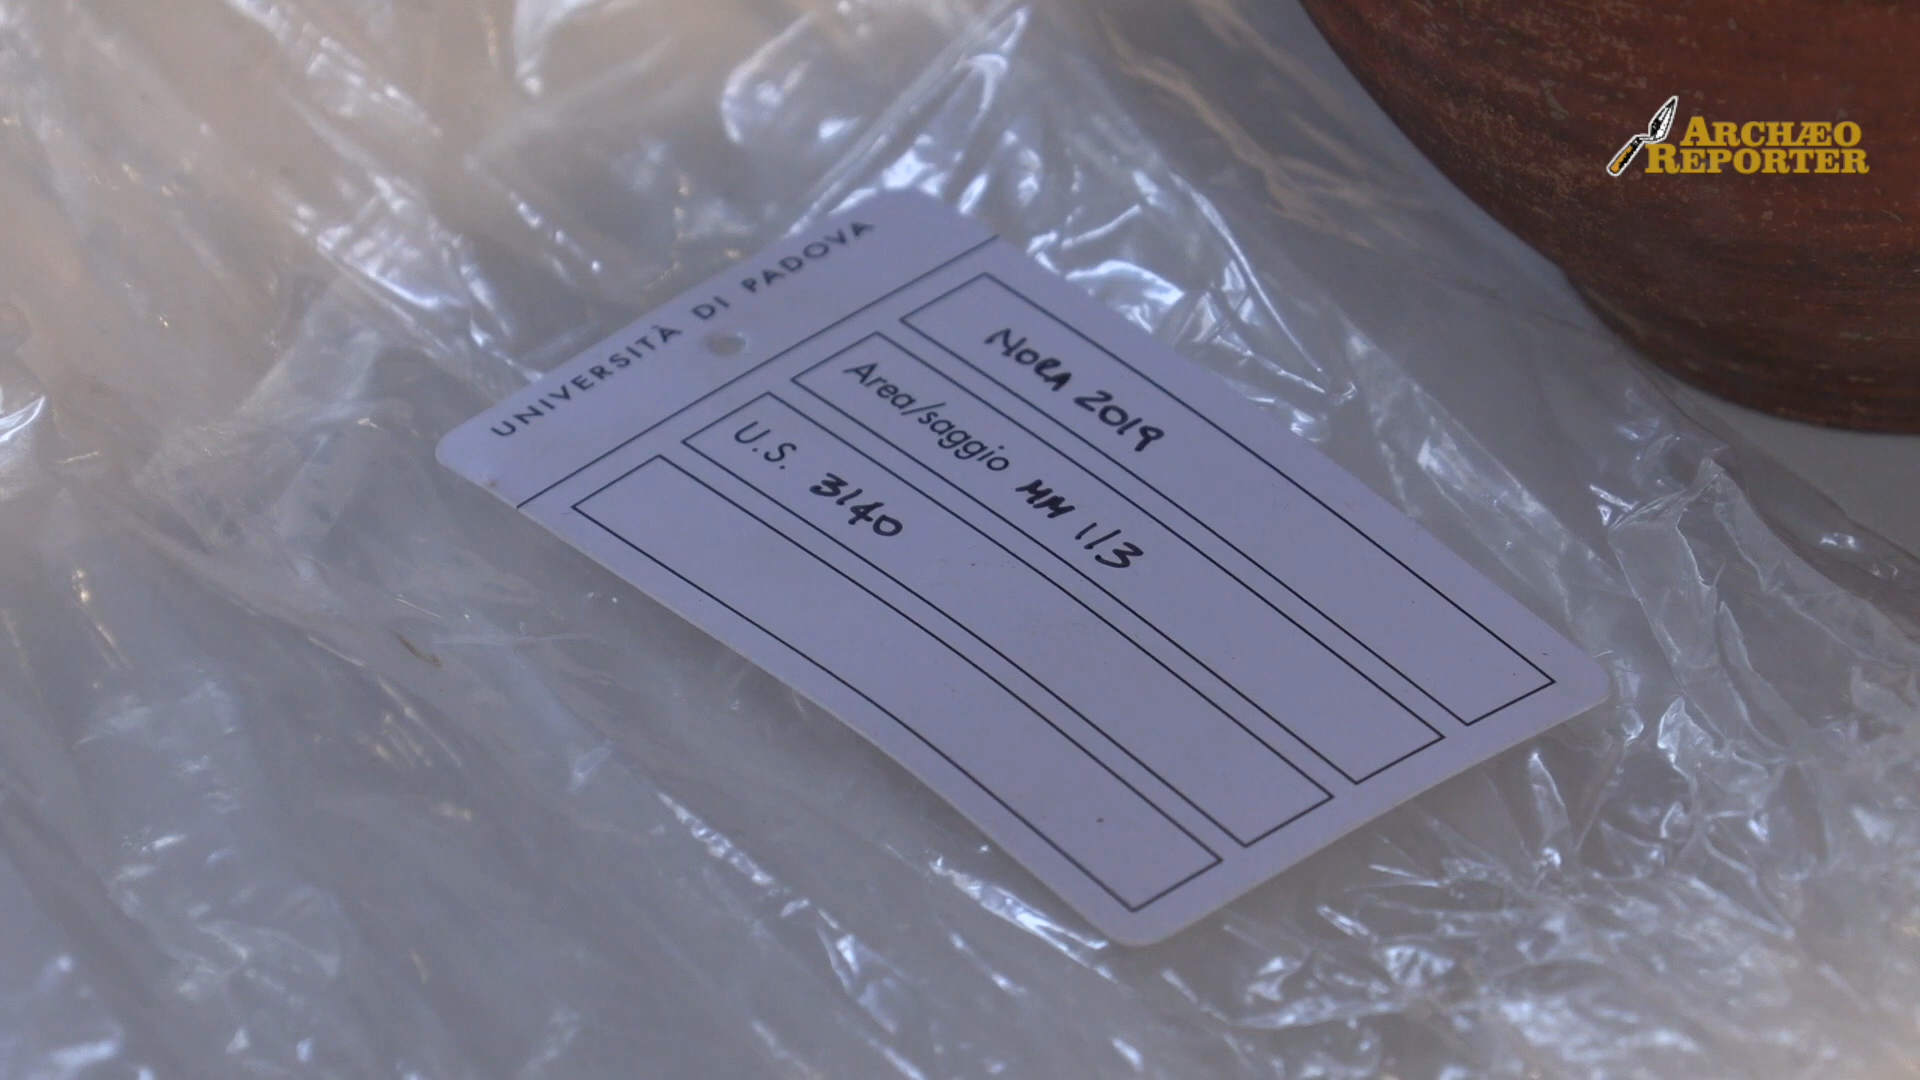 ARCHÆO
REPORTER
UNIVERSITÀ DI PADOVA
NORA 2019
Area/saggio MM 1/3
U.S. 3140